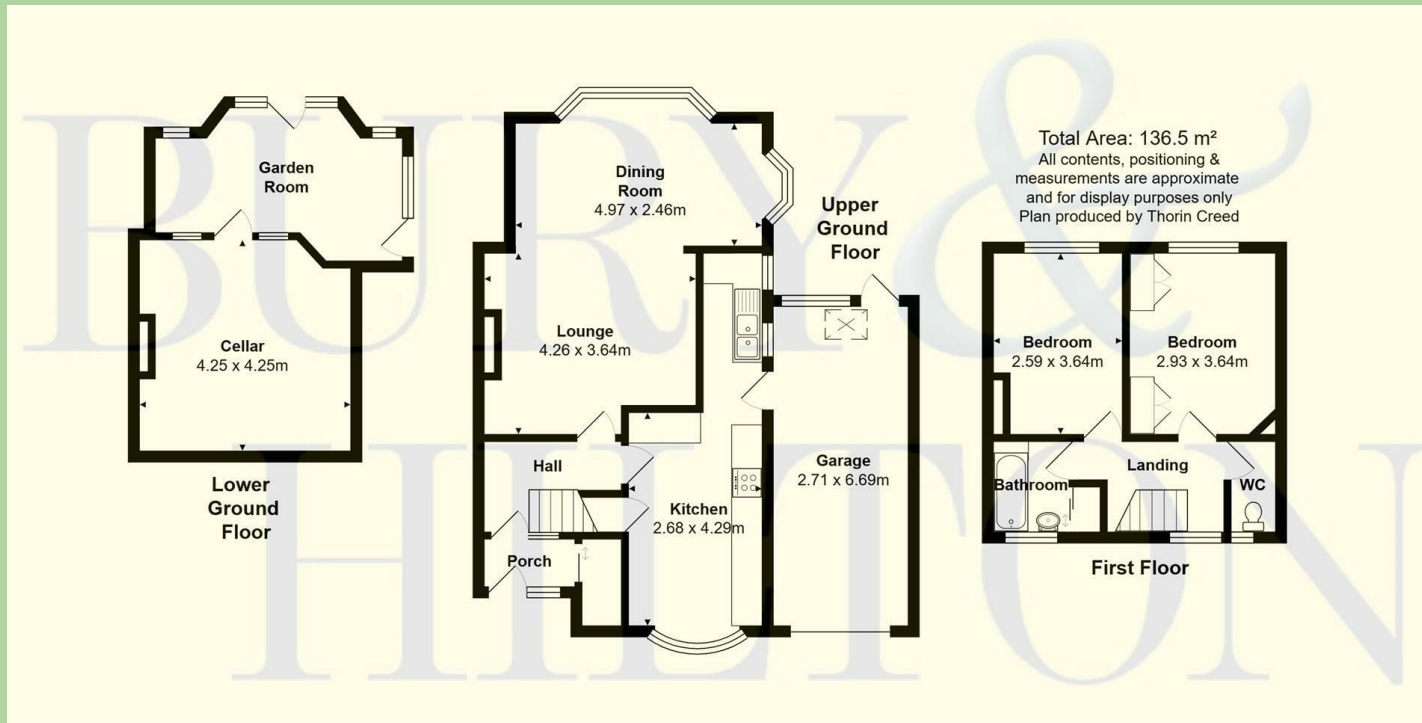 BURY &
HILTON
Garden
Room
Cellar
4.25 x 4.25m
Lower
Ground
Floor
Dining
Room
4.97 x 2.46m
Upper
Ground
Floor
Lounge
4.26 x 3.64m
Hall
Kitchen
2.68 x 4.29m
Porch
Garage
2.71 x 6.69m
Total Area: 136.5 m²
All contents, positioning &
measurements are approximate
and for display purposes only
Plan produced by Thorin Creed
Bedroom
2.59 x 3.64m
Bedroom
2.93 x 3.64m
Landing
Bathroom
WC
First Floor